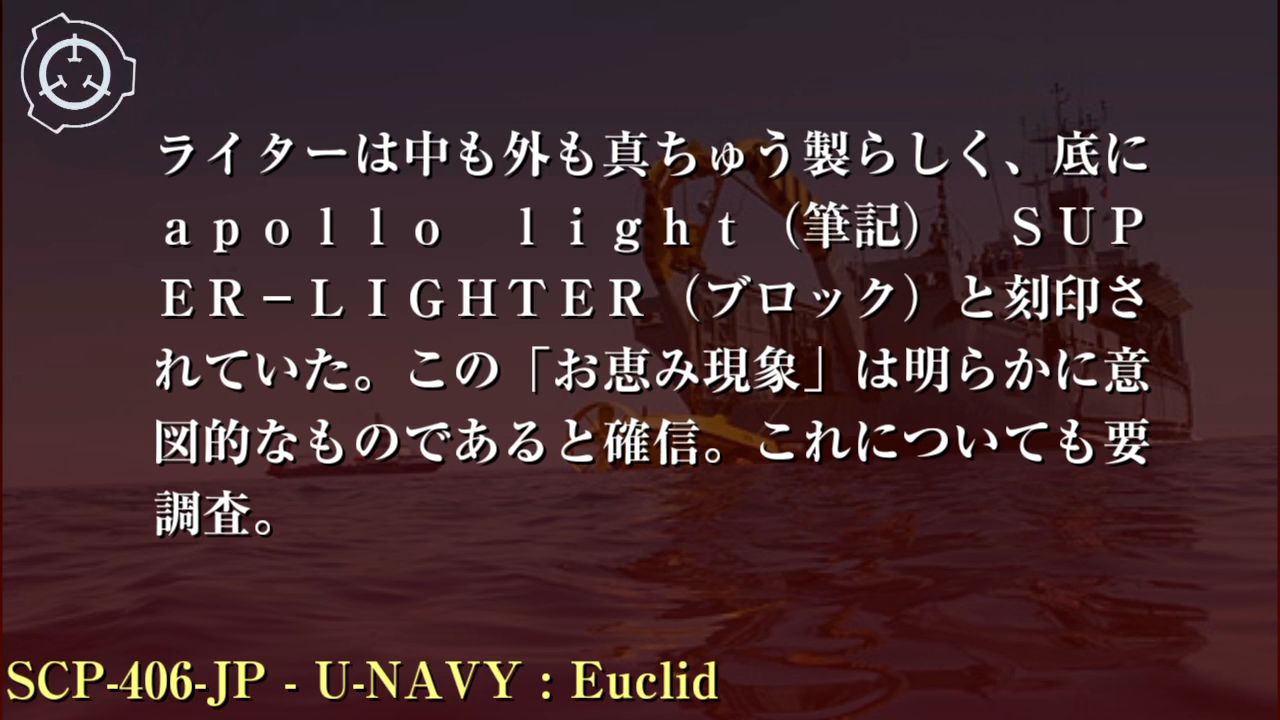 ライターは中も外も真ちゅう製らしく、底に
ａｐｏｌｌｏ　ｌｉｇｈｔ（筆記）　ＳＵＰ
ＥＲ－ＬＩＧＨＴＥＲ（ブロック）と刻印さ
れていた。この「お恵み現象」は明らかに意
図的なものであると確信。これについても要
調査。
SCP-406-JP - U-NAVY : Euclid